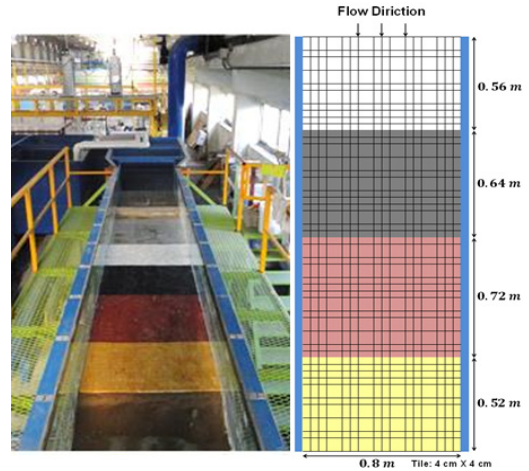 Flow Diriction
0.56 m
0.64 m
0.72 m
0.52 m
0.8 m
Tile: 4 cm X 4 cm